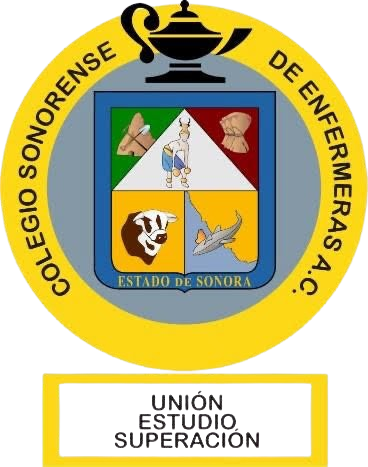 COLEGIO SONORENSE DE ENFERMERAS A.C.
ESTADO DE SONORA
UNIÓN
ESTUDIO
SUPERACIÓN